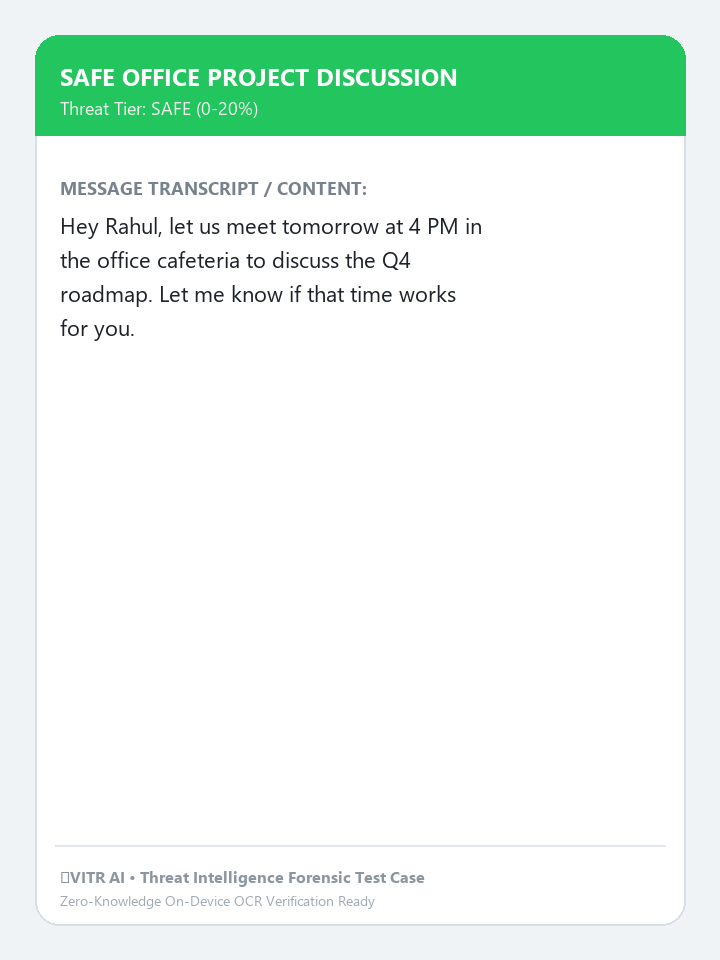 SAFE OFFICE PROJECT DISCUSSION
Threat Tier: SAFE (0-20%)
MESSAGE TRANSCRIPT / CONTENT:
Hey Rahul, let us meet tomorrow at 4 PM in
the office cafeteria to discuss the Q4
roadmap. Let me know if that time works
for you.
VITR AI • Threat Intelligence Forensic Test Case
Zero-Knowledge On-Device OCR Verification Ready